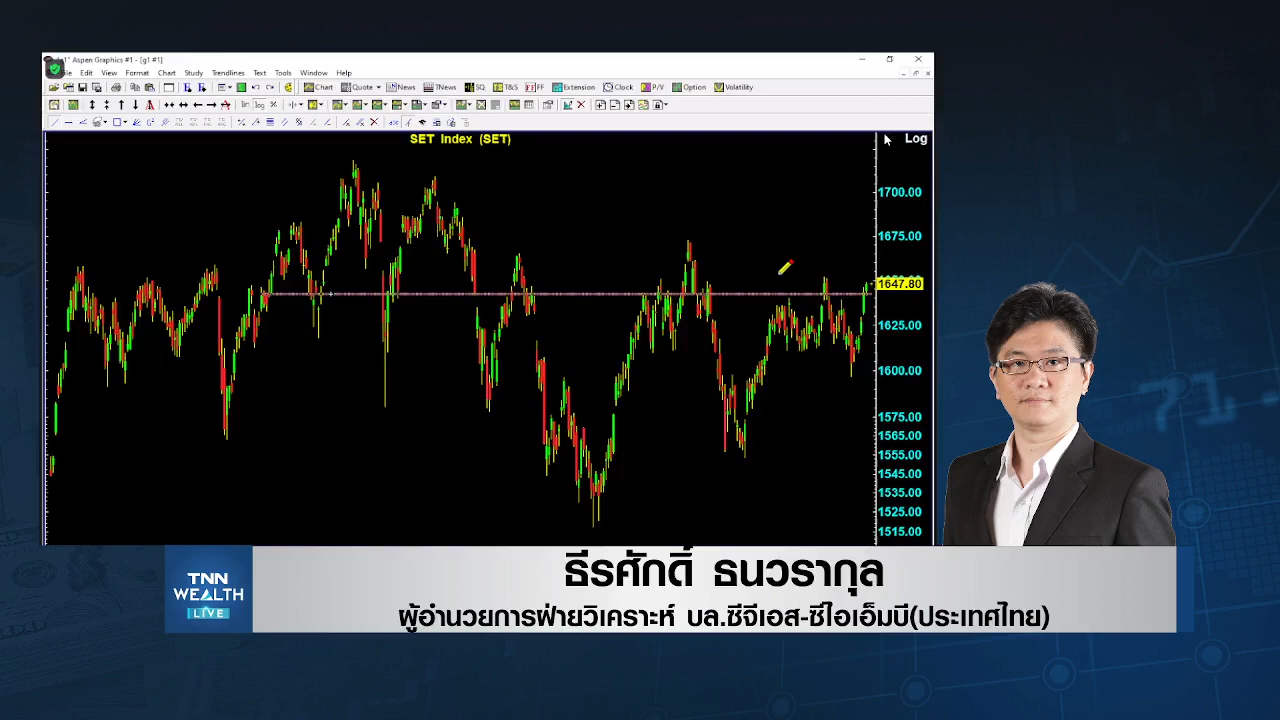 Aspen Graphics #1 - [g1 #1]
Edit View Format Chart Study Trendlines Text Tools Window Help
Chart Quote News TNews SQ T&S FF Extension Clock P/V Option Volatility
SET Index (SET)
Log
1700.00
1675.00
1647.80
1625.00
1600.00
1575.00
1565.00
1555.00
1545.00
1535.00
1525.00
1515.00
71.
TNN
WEALTH
LIVE
ธีรศักดิ์ ธนวรากุล
ผู้อำนวยการฝ่ายวิเคราะห์ บล.ซีจีเอส-ซีไอเอ็มบี(ประเทศไทย)